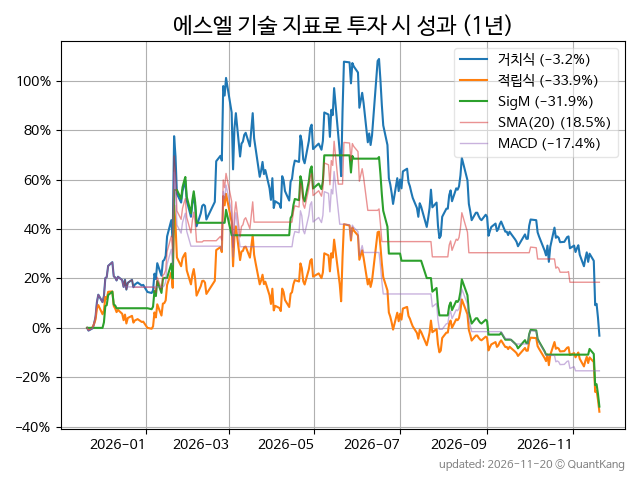 에스엘 기술 지표로 투자 시 성과 (1년)
거치식 (-3.2%)
적립식 (-33.9%)
SigM (-31.9%)
SMA(20) (18.5%)
MACD (-17.4%)
100%
80%
60%
40%
20%
0%
-20%
-40%
2026-01 2026-03 2026-05 2026-07 2026-09 2026-11
updated: 2026-11-20 © QuantKang